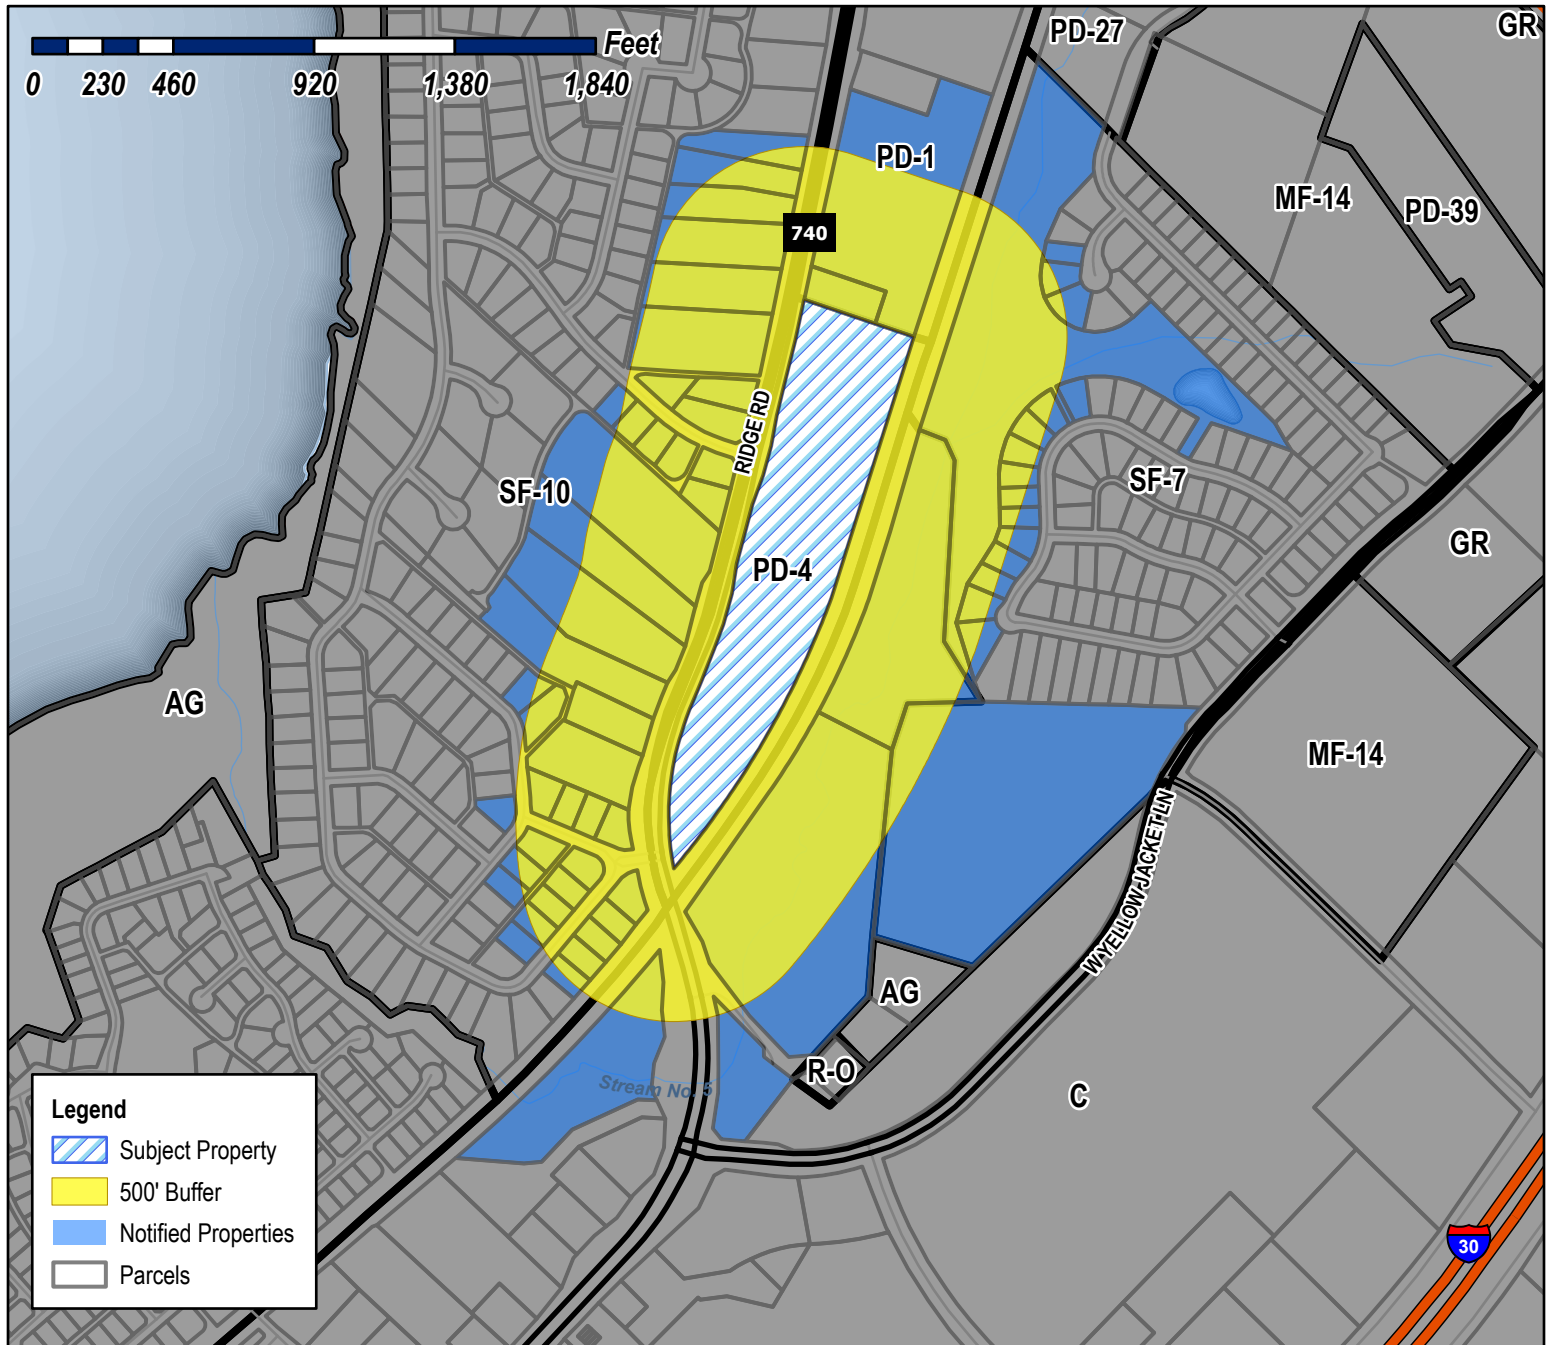 Feet
0 230 460 920 1,380 1,840
PD-27
GR
PD-1
MF-14
PD-39
740
RIDGE RD
SF-10
SF-7
GR
PD-4
AG
MF-14
W YELLOW JACKET LN
AG
R-O
Stream No. 5
C
Legend
Subject Property
500' Buffer
Notified Properties
Parcels
30